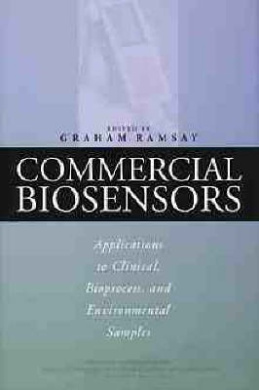 EDITED BY
GRAHAM RAMSAY
COMMERCIAL
BIOSENSORS
Applications
to Clinical,
Bioprocess, and
Environmental
Samples